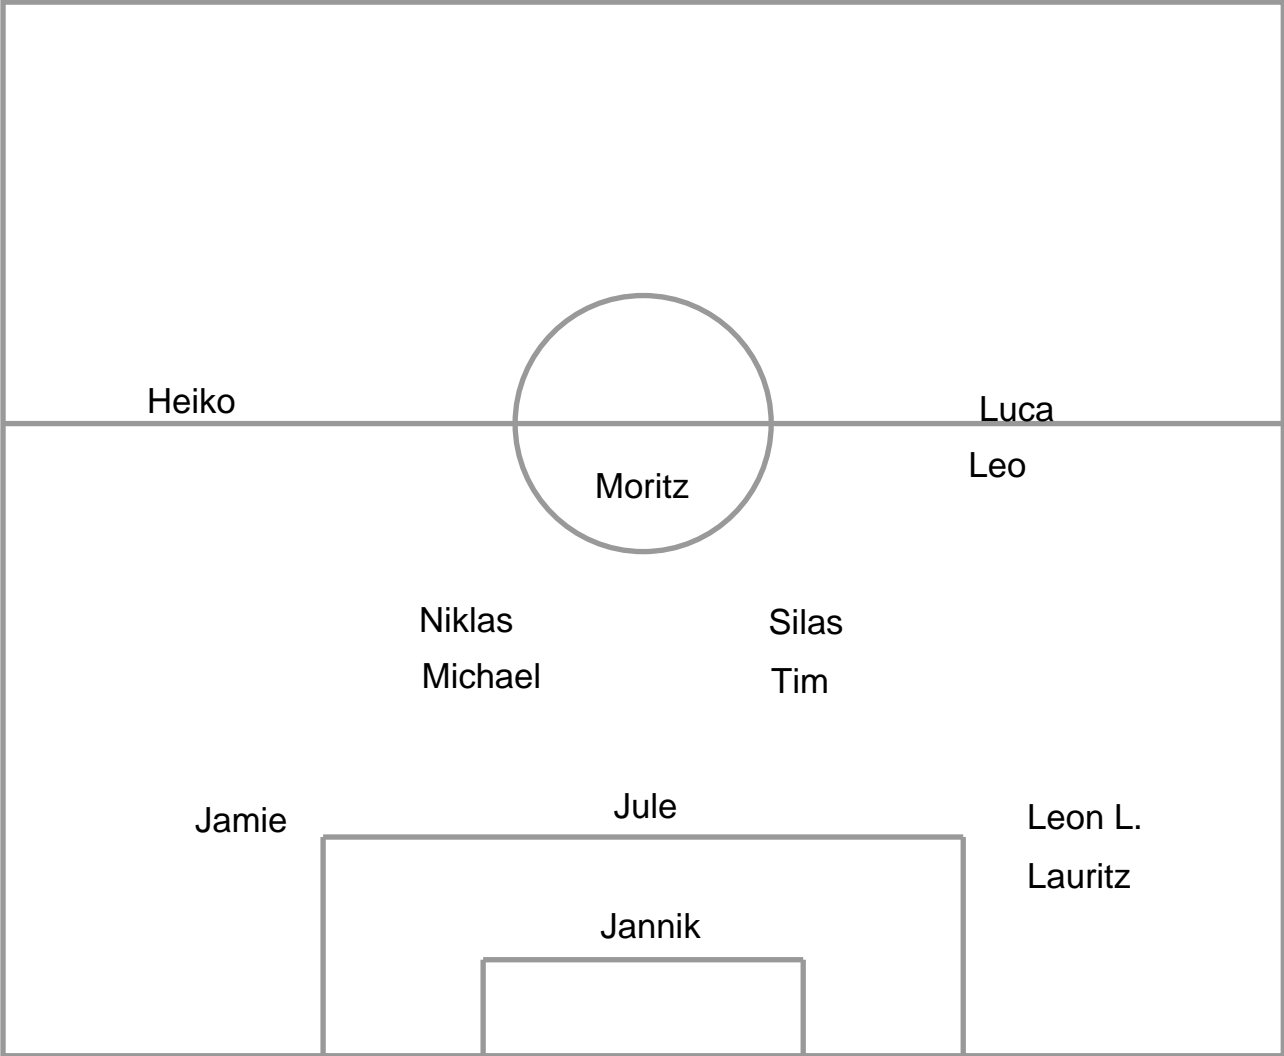 Heiko
Luca
Leo
Moritz
Niklas
Silas
Michael
Tim
Jamie
Jule
Leon L.
Lauritz
Jannik